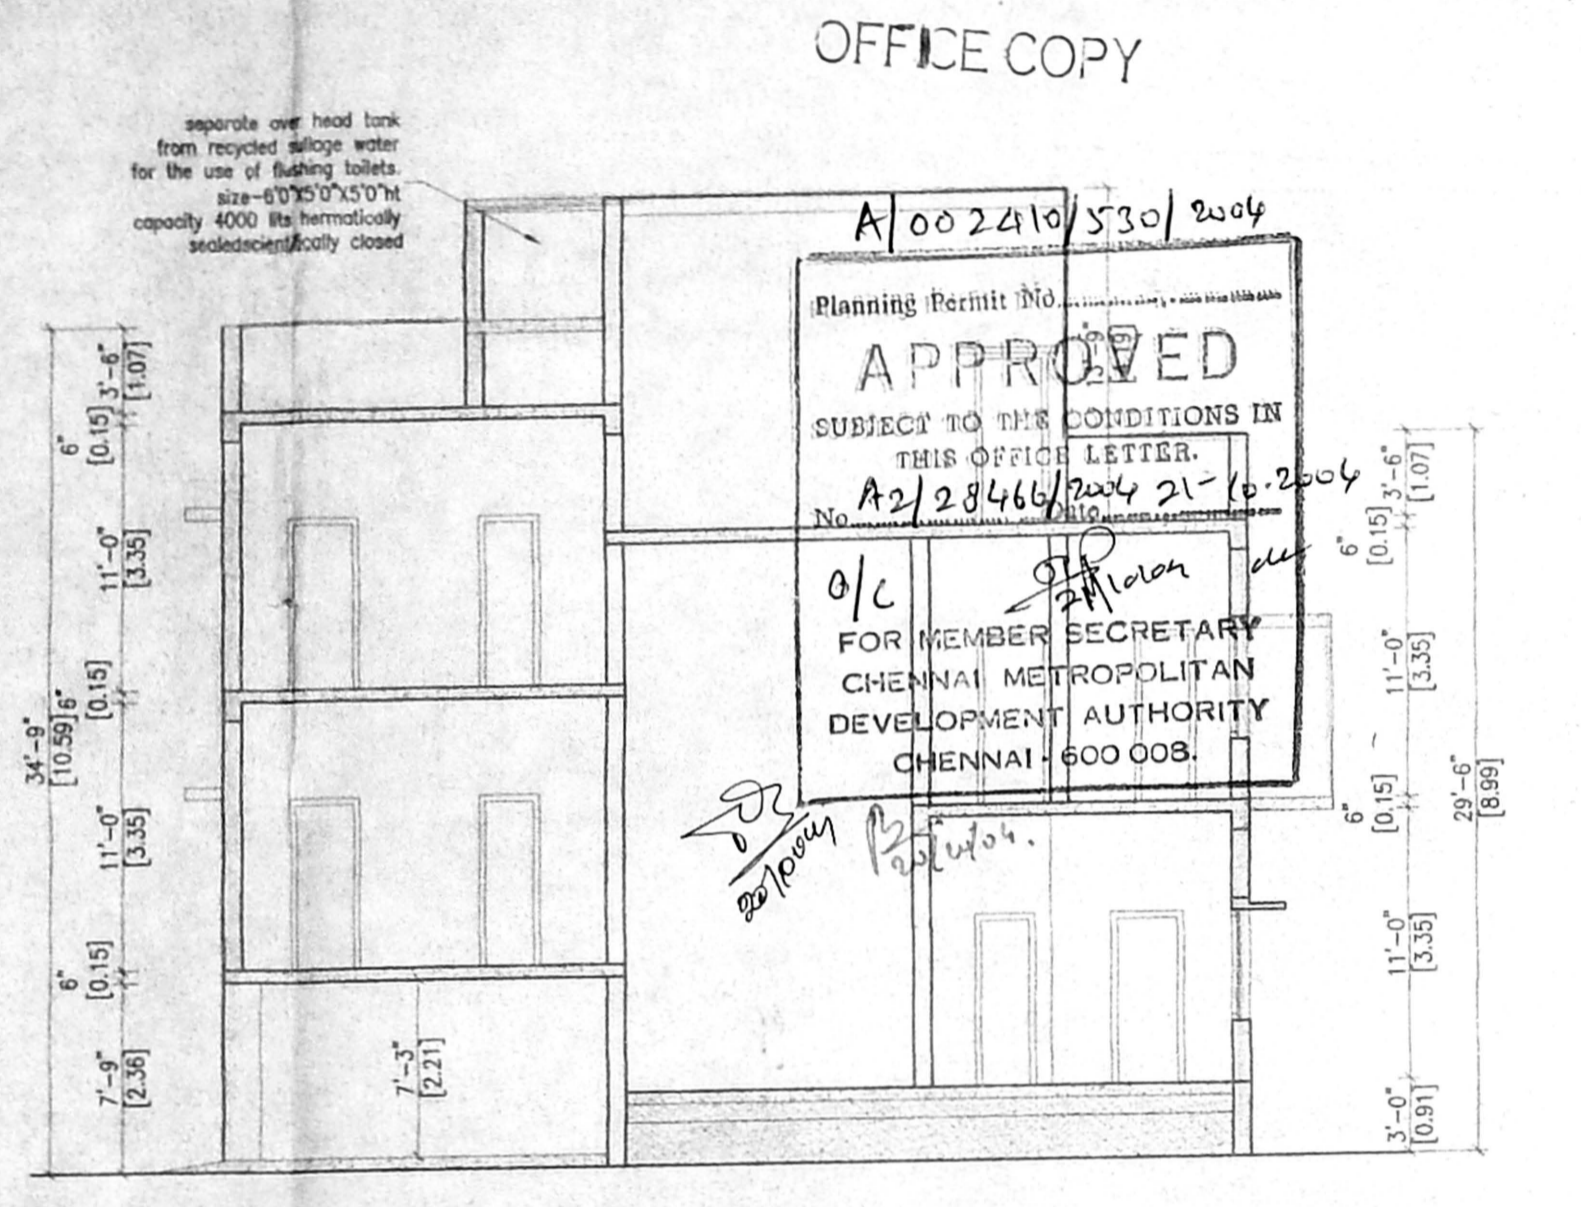 OFFICE COPY
separate over head tank
from recycled sullage water
for the use of flushing toilets.
size-6'0"X5'0"X5'0"ht
capacity 4000 lits hermatically
sealedscientifically closed
A/002410/530/2004
Planning Permit No.
APPROVED
SUBJECT TO THE CONDITIONS IN
THIS OFFICE LETTER.
No. A2/28466/2004 Date 21-10-2004
O/C
FOR MEMBER SECRETARY
CHENNAI METROPOLITAN
DEVELOPMENT AUTHORITY
CHENNAI - 600 008.
20/10/04.
34'-9"
[10.59]
3'-6"
[1.07]
6"
[0.15]
11'-0"
[3.35]
6"
[0.15]
11'-0"
[3.35]
6"
[0.15]
7'-9"
[2.36]
7'-3"
[2.21]
3'-6"
[1.07]
6"
[0.15]
11'-0"
[3.35]
6"
[0.15]
11'-0"
[3.35]
3'-0"
[0.91]
29'-6"
[8.99]